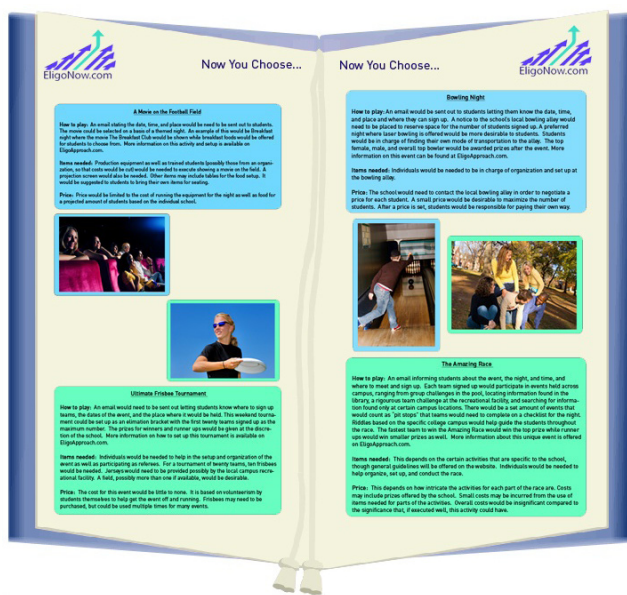 EligoNow.com
Now You Choose...
A Movie on the Football Field
How to play: An email stating the date, time, and place would be need to be sent out to students.
The movie could be selected on a basis of a themed night. An example of this would be Breakfast
night where the movie The Breakfast Club would be shown while breakfast foods would be offered
for students to choose from. More information on this activity and setup is available on
EligoApproach.com.
Items needed: Production equipment as well as trained students (possibly those from an organi-
zation, so that costs would be cut) would be needed to execute showing a movie on the field. A
projection screen would also be needed. Other items may include tables for the food setup. It
would be suggested to students to bring their own items for seating.
Price: Price would be limited to the cost of running the equipment for the night as well as food for
a projected amount of students based on the individual school.
Ultimate Frisbee Tournament
How to play: An email would need to be sent out letting students know where to sign up
teams, the dates of the event, and the place where it would be held. This weekend tourna-
ment could be set up as an elimation bracket with the first twenty teams signed up as the
maximum number. The prizes for winners and runner ups would be given at the discre-
tion of the school. More information on how to set up this tournament is available on
EligoApproach.com.
Items needed: Individuals would be needed to help in the setup and organization of the
event as well as participating as referees. For a tournament of twenty teams, ten frisbees
would be needed. Jerseys would need to be provided possibly by the local campus recre-
ational facility. A field, possibly more than one if available, would be desirable.
Price: The cost for this event would be little to none. It is based on volunteerism by
students themselves to help get the event off and running. Frisbees may need to be
purchased, but could be used multiple times for many events.
Now You Choose...
EligoNow.com
Bowling Night
How to play: An email would be sent out to students letting them know the date, time,
and place and where they can sign up. A notice to the school's local bowling alley would
need to be placed to reserve space for the number of students signed up. A preferred
night where laser bowling is offered would be more desirable to students. Students
would be in charge of finding their own mode of transportation to the alley. The top
female, male, and overall top bowler would be awarded prizes after the event. More
information on this event can be found at EligoApproach.com.
Items needed: Individuals would be needed to be in charge of organization and set up at
the bowling alley.
Price: The school would need to contact the local bowling alley in order to negotiate a
price for each student. A small price would be desirable to maximize the number of
students. After a price is set, students would be responsible for paying their own way.
The Amazing Race
How to play: An email informing students about the event, the night, and time, and
where to meet and sign up. Each team signed up would participate in events held across
campus, ranging from group challenges in the pool, locating information found in the
library, a rigourous team challenge at the recreational facility, and searching for informa-
tion found only at certain campus locations. There would be a set amount of events that
would count as "pit stops" that teams would need to complete on a checklist for the night.
Riddles based on the specific college campus would help guide the students throughout
the race. The fastest team to win the Amazing Race would win the top prize while runner
ups would win smaller prizes as well. More information about this unique event is offered
on EligoApproach.com.
Items needed: This depends on the certain activities that are specific to the school,
though general guidelines will be offered on the website. Individuals would be needed to
help organize, set up, and conduct the race.
Price: This depends on how intricate the activities for each part of the race are. Costs
may include prizes offered by the school. Small costs may be incurred from the use of
items needed for parts of the activities. Overall costs would be insignificant compared to
the significance that, if executed well, this activity could have.